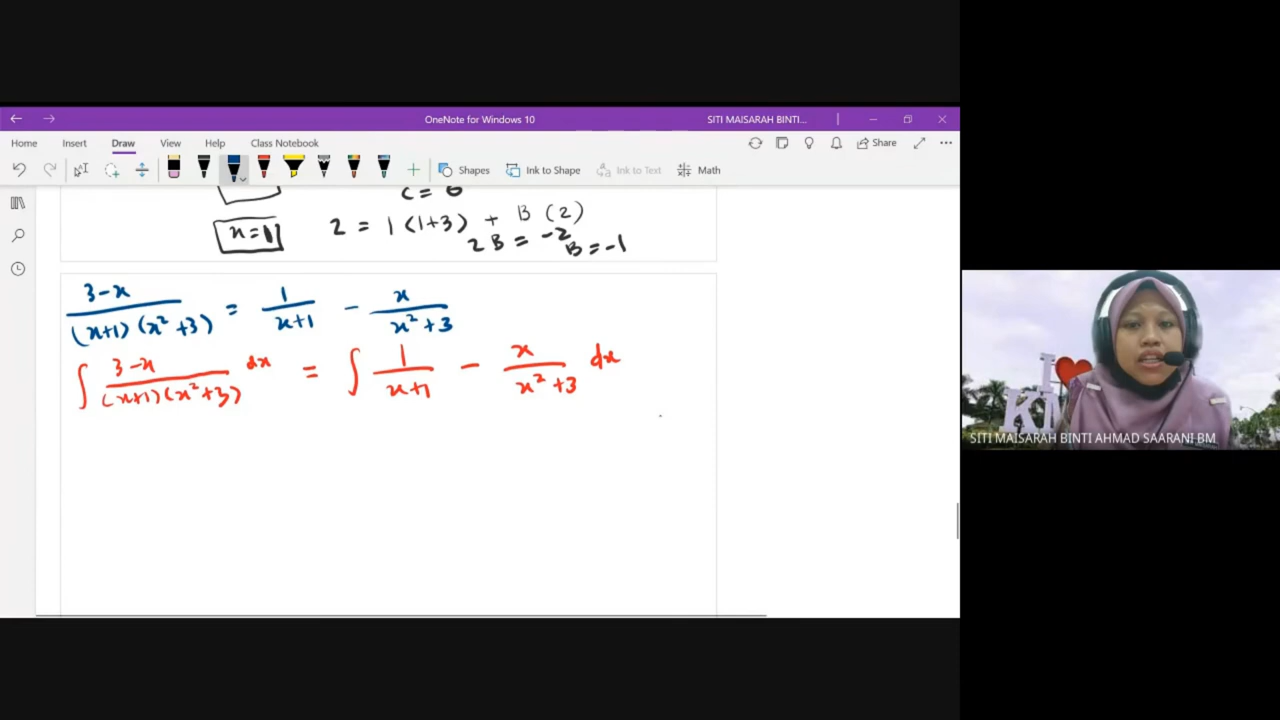 OneNote for Windows 10 SITI MAISARAH BINTI...
Home Insert Draw View Help Class Notebook Share
Shapes Ink to Shape Ink to Text Math
C = 0
x=1 2 = 1(1+3) + B(2)
2B = -2
B = -1
3-x / (x+1)(x²+3) = 1 / x+1 - x / x²+3
∫ 3-x / (x+1)(x²+3) dx = ∫ 1 / x+1 - x / x²+3 dx
I
KM
SITI MAISARAH BINTI AHMAD SAARANI BM